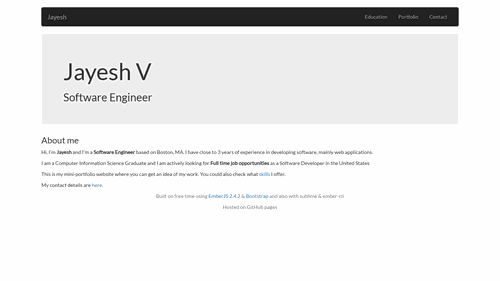 Jayesh
Education Portfolio Contact
Jayesh V
Software Engineer
About me
Hi, I'm Jayesh and I'm a Software Engineer based on Boston, MA. I have close to 3 years of experience in developing software, mainly web applications.
I am a Computer Information Science Graduate and I am actively looking for Full time job opportunities as a Software Developer in the United States
This is my mini-portfolio website where you can get an idea of my work. You could also check what skills I offer.
My contact details are here.
Built on free time using EmberJS 2.4.2 & Bootstrap and also with sublime & ember-cli
Hosted on GitHub pages